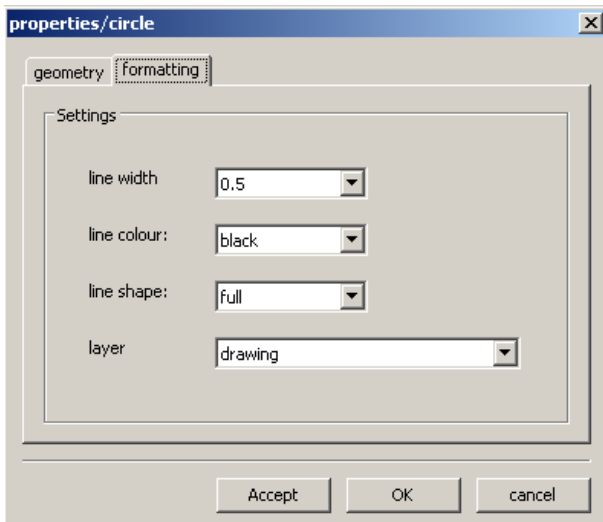 properties/circle
geometry formatting
Settings
line width 0.5
line colour: black
line shape: full
layer drawing
Accept OK cancel